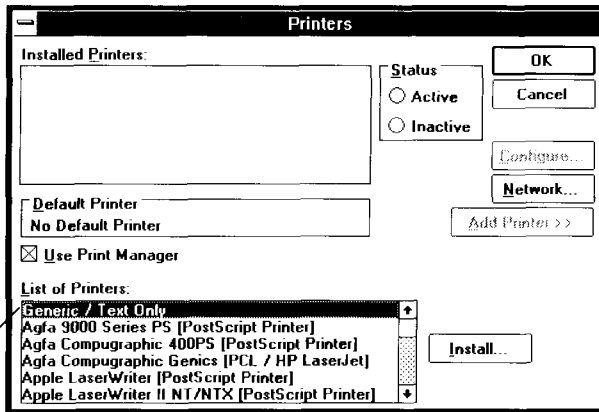 Printers
Installed Printers:
Status
Active
Inactive
OK
Cancel
Configure...
Network...
Add Printer >>
Default Printer
No Default Printer
Use Print Manager
List of Printers:
Generic / Text Only
Agfa 9000 Series PS [PostScript Printer]
Agfa Compugraphic 400PS [PostScript Printer]
Agfa Compugraphic Genics [PCL / HP LaserJet]
Apple LaserWriter [PostScript Printer]
Apple LaserWriter II NT/NTX [PostScript Printer]
Install...